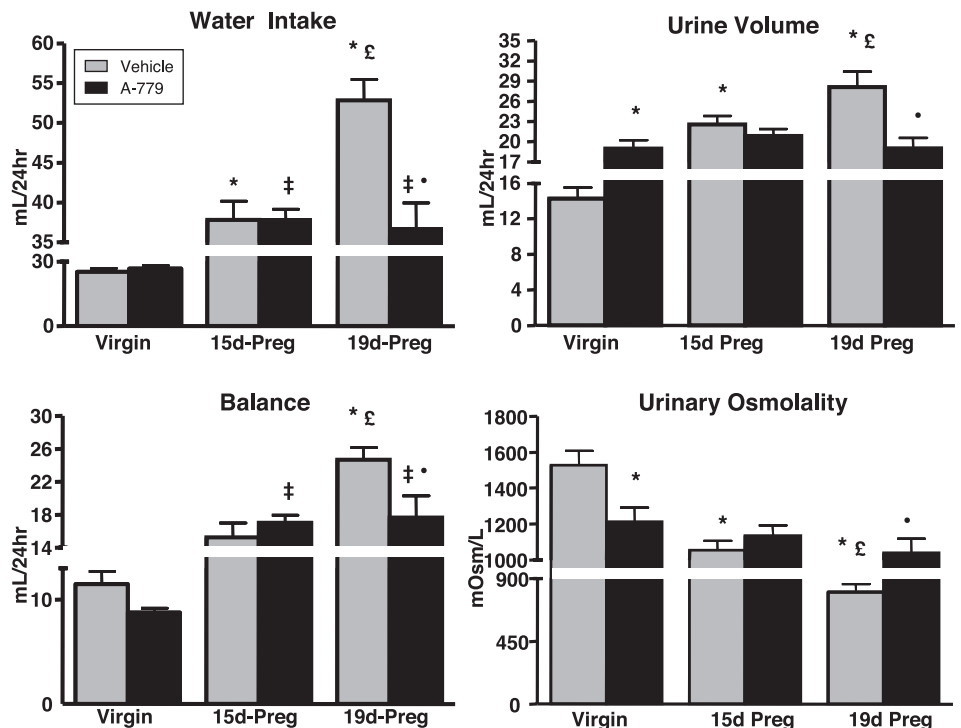 Water Intake
60
55
50
45
40
35
30
0
mL/24hr
Vehicle
A-779
*
‡
* £
‡ •
Virgin
15d-Preg
19d-Preg
Urine Volume
35
32
29
26
23
20
17
16
12
8
4
0
mL/24hr
*
*
* £
•
Virgin
15d Preg
19d Preg
Balance
30
26
22
18
14
10
0
mL/24hr
‡
* £
‡ •
Virgin
15d-Preg
19d-Preg
Urinary Osmolality
1800
1600
1400
1200
1000
900
450
0
mOsm/L
*
*
* £
•
Virgin
15d Preg
19d Preg